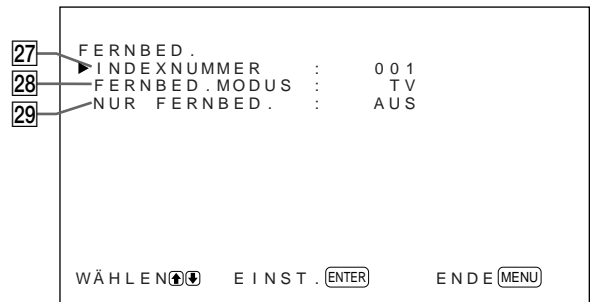 FERNBED.
27 ▶INDEXNUMMER : 001
28 FERNBED.MODUS : TV
29 NUR FERNBED. : AUS
WÄHLEN⬆⬇ EINST.ENTER ENDE MENU